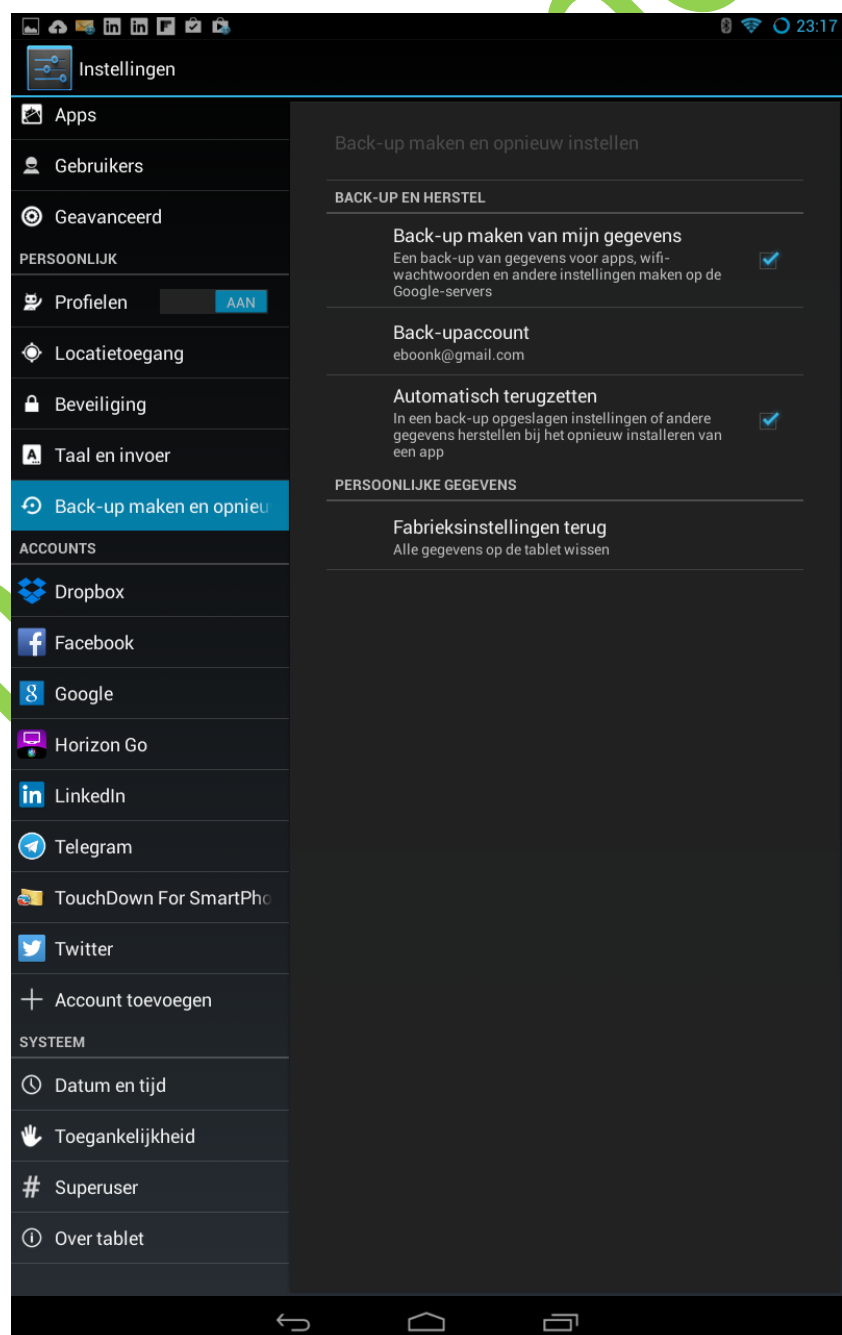 23:17
Instellingen
Apps
Gebruikers
Geavanceerd
PERSOONLIJK
Profielen AAN
Locatietoegang
Beveiliging
Taal en invoer
Back-up maken en opnieu
ACCOUNTS
Dropbox
Facebook
Google
Horizon Go
LinkedIn
Telegram
TouchDown For SmartPho
Twitter
Account toevoegen
SYSTEEM
Datum en tijd
Toegankelijkheid
# Superuser
Over tablet
Back-up maken en opnieuw instellen
BACK-UP EN HERSTEL
Back-up maken van mijn gegevens
Een back-up van gegevens voor apps, wifi-
wachtwoorden en andere instellingen maken op de
Google-servers
Back-upaccount
eboonk@gmail.com
Automatisch terugzetten
In een back-up opgeslagen instellingen of andere
gegevens herstellen bij het opnieuw installeren van
een app
PERSOONLIJKE GEGEVENS
Fabrieksinstellingen terug
Alle gegevens op de tablet wissen